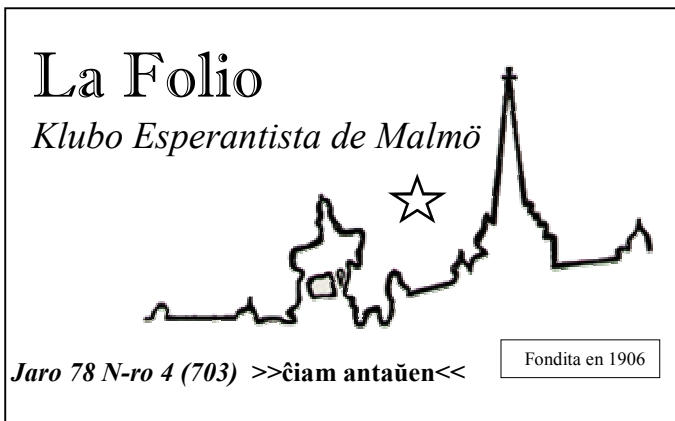 La Folio
Klubo Esperantista de Malmö
Jaro 78 N-ro 4 (703) >>ĉiam antaŭen<<
Fondita en 1906